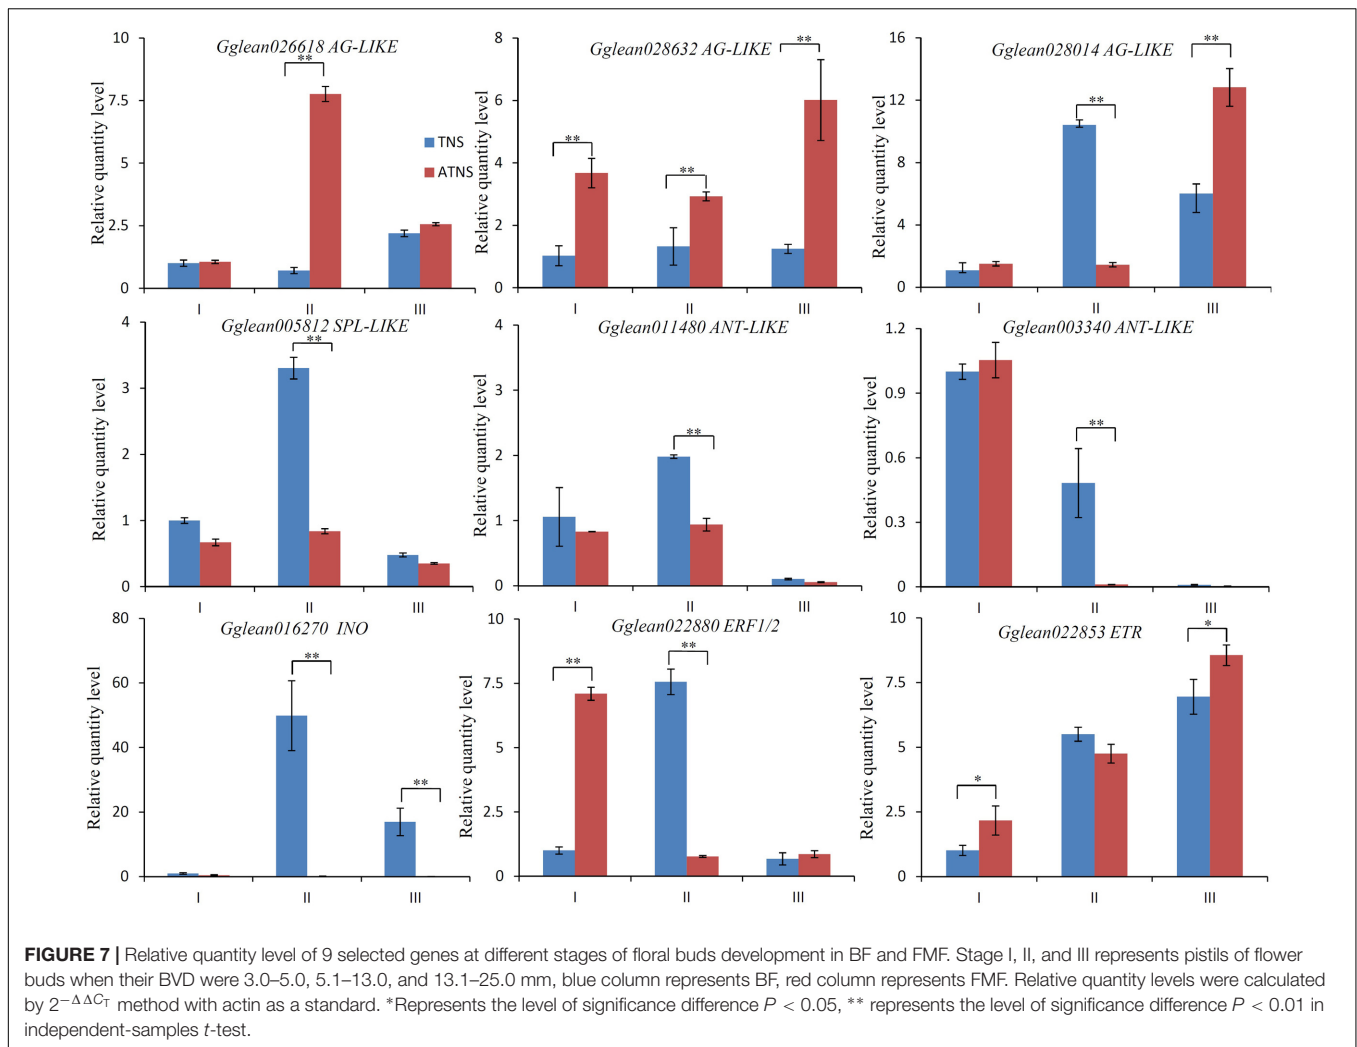 Gglean026618 AG-LIKE
Relative quantity level
10
7.5
5
2.5
0
**
TNS
ATNS
I II III
Gglean028632 AG-LIKE
Relative quantity level
8
6
4
2
0
** ** **
I II III
Gglean028014 AG-LIKE
Relative quantity level
16
12
8
4
0
** **
I II III
Gglean005812 SPL-LIKE
Relative quantity level
4
3
2
1
0
**
I II III
Gglean011480 ANT-LIKE
Relative quantity level
4
3
2
1
0
**
I II III
Gglean003340 ANT-LIKE
Relative quantity level
1.2
0.9
0.6
0.3
0
**
I II III
Gglean016270 INO
Relative quantity level
80
60
40
20
0
** **
I II III
Gglean022880 ERF1/2
Relative quantity level
10
7.5
5
2.5
0
** **
I II III
Gglean022853 ETR
Relative quantity level
10
7.5
5
2.5
0
* *
I II III
FIGURE 7 | Relative quantity level of 9 selected genes at different stages of floral buds development in BF and FMF. Stage I, II, and III represents pistils of flower
buds when their BVD were 3.0–5.0, 5.1–13.0, and 13.1–25.0 mm, blue column represents BF, red column represents FMF. Relative quantity levels were calculated
by 2−ΔΔCT method with actin as a standard. *Represents the level of significance difference P < 0.05, ** represents the level of significance difference P < 0.01 in
independent-samples t-test.